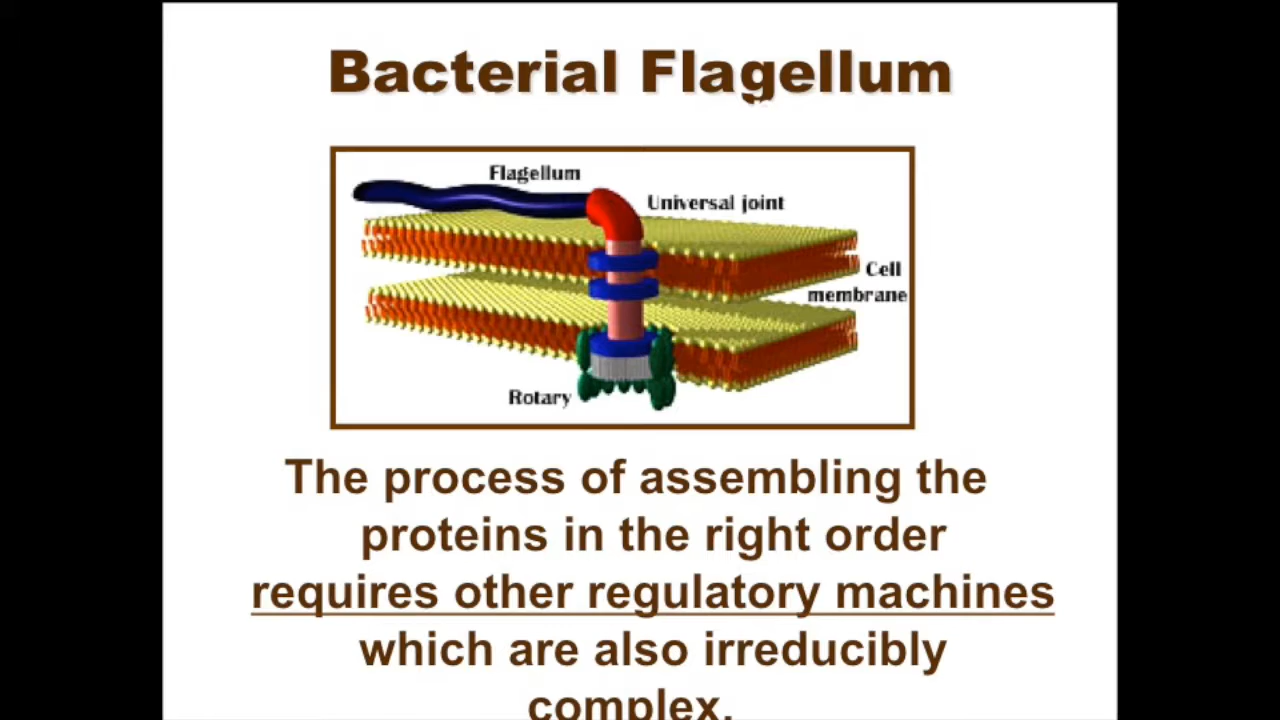 Bacterial Flagellum
Flagellum
Universal joint
Cell
membrane
Rotary
The process of assembling the
proteins in the right order
requires other regulatory machines
which are also irreducibly
complex.